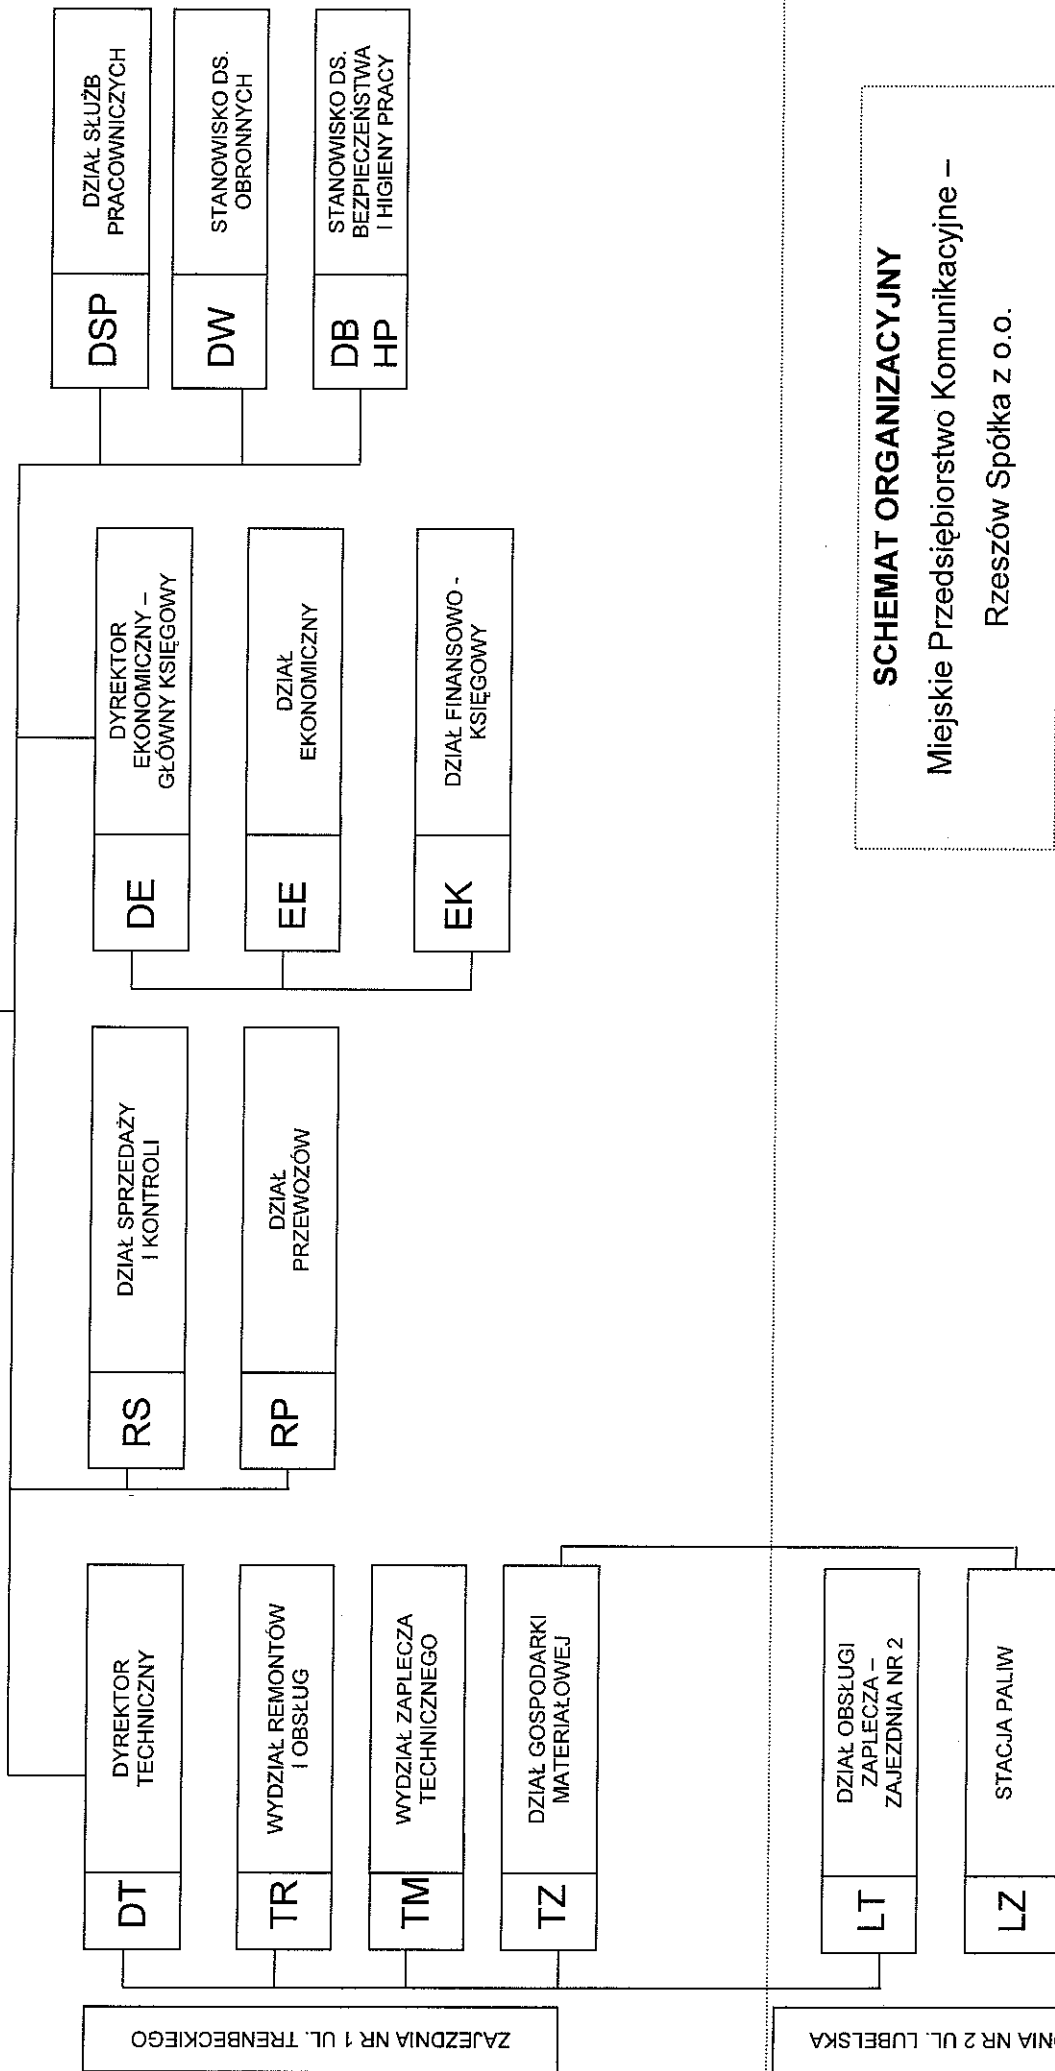 ZAJEZDNIA NR 1 UL. TRENBECKIEGO
DT
DYREKTOR
TECHNICZNY
TR
WYDZIAŁ REMONTÓW
I OBSŁUG
TM
WYDZIAŁ ZAPLECZA
TECHNICZNEGO
TZ
DZIAŁ GOSPODARKI
MATERIAŁOWEJ
RS
DZIAŁ SPRZEDAŻY
I KONTROLI
RP
DZIAŁ
PRZEWOZÓW
DE
DYREKTOR
EKONOMICZNY –
GŁÓWNY KSIĘGOWY
EE
DZIAŁ
EKONOMICZNY
EK
DZIAŁ FINANSOWO -
KSIĘGOWY
DSP
DZIAŁ SŁUŻB
PRACOWNICZYCH
DW
STANOWISKO DS.
OBRONNYCH
DB
HP
STANOWISKO DS.
BEZPIECZEŃSTWA
I HIGIENY PRACY
NIA NR 2 UL. LUBELSKA
LT
DZIAŁ OBSŁUGI
ZAPLECZA –
ZAJEZDNIA NR 2
LZ
STACJA PALIW
SCHEMAT ORGANIZACYJNY
Miejskie Przedsiębiorstwo Komunikacyjne –
Rzeszów Spółka z o.o.